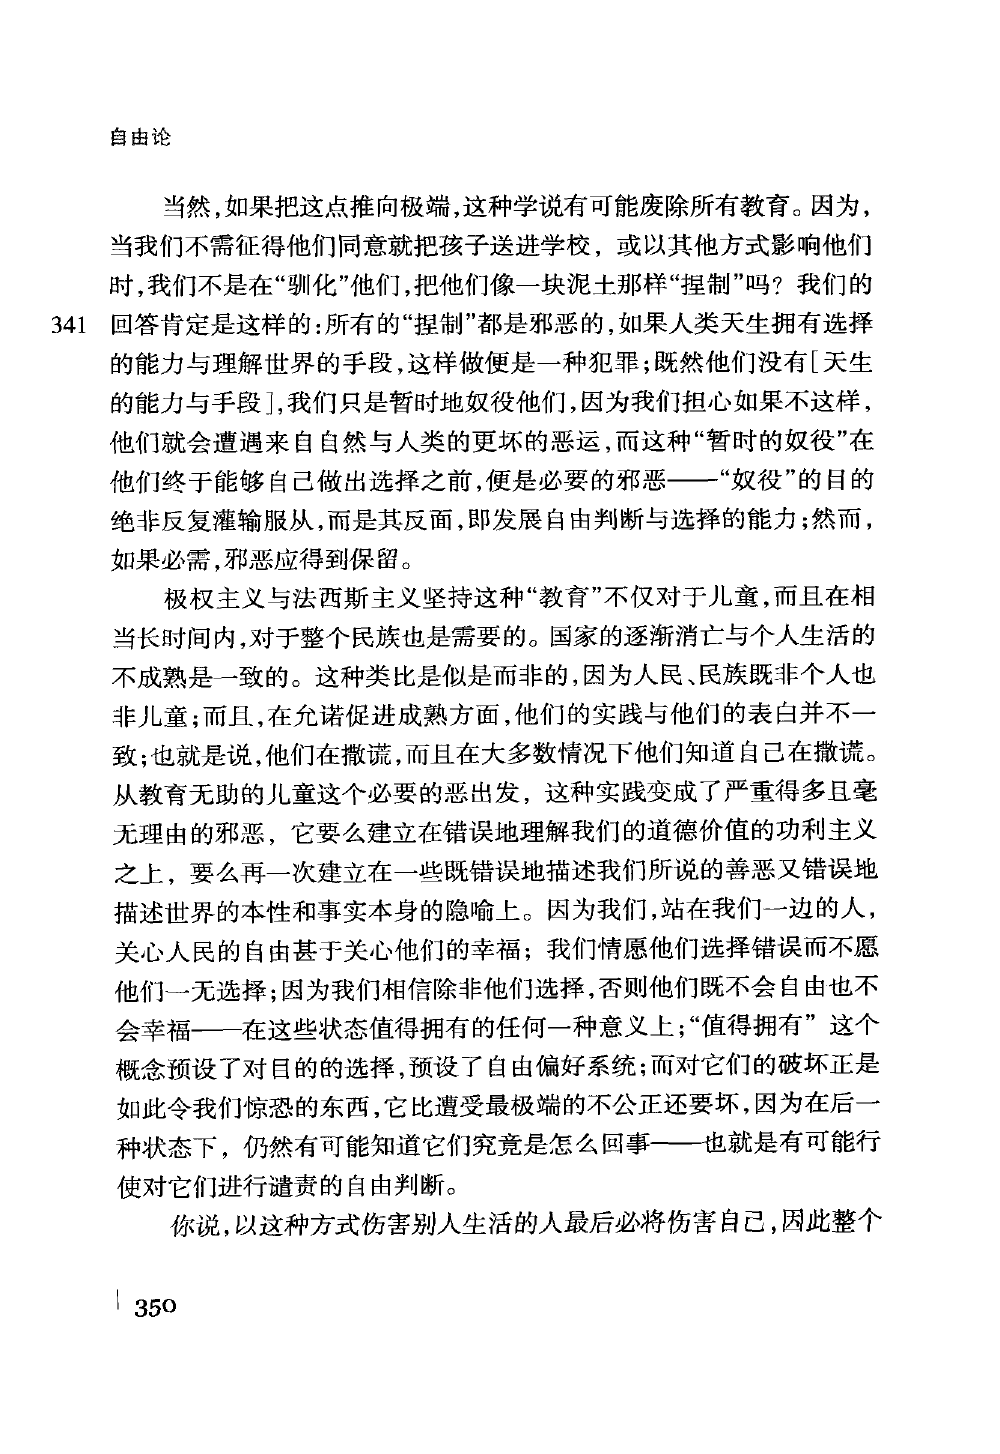 自由论
当然,如果把这点推向极端,这种学说有可能废除所有教育。因为,
当我们不需征得他们同意就把孩子送进学校，或以其他方式影响他们
时,我们不是在“驯化”他们,把他们像一块泥土那样“捏制”吗？我们的
341 回答肯定是这样的:所有的“捏制”都是邪恶的,如果人类天生拥有选择
的能力与理解世界的手段,这样做便是一种犯罪;既然他们没有[天生
的能力与手段],我们只是暂时地奴役他们,因为我们担心如果不这样,
他们就会遭遇来自自然与人类的更坏的恶运,而这种“暂时的奴役”在
他们终于能够自己做出选择之前,便是必要的邪恶——“奴役”的目的
绝非反复灌输服从,而是其反面,即发展自由判断与选择的能力;然而,
如果必需,邪恶应得到保留。
极权主义与法西斯主义坚持这种“教育”不仅对于儿童,而且在相
当长时间内,对于整个民族也是需要的。国家的逐渐消亡与个人生活的
不成熟是一致的。这种类比是似是而非的,因为人民、民族既非个人也
非儿童;而且,在允诺促进成熟方面,他们的实践与他们的表白并不一
致;也就是说,他们在撒谎,而且在大多数情况下他们知道自己在撒谎。
从教育无助的儿童这个必要的恶出发，这种实践变成了严重得多且毫
无理由的邪恶，它要么建立在错误地理解我们的道德价值的功利主义
之上，要么再一次建立在一些既错误地描述我们所说的善恶又错误地
描述世界的本性和事实本身的隐喻上。因为我们,站在我们一边的人,
关心人民的自由甚于关心他们的幸福；我们情愿他们选择错误而不愿
他们一无选择;因为我们相信除非他们选择,否则他们既不会自由也不
会幸福——在这些状态值得拥有的任何一种意义上;“值得拥有”这个
概念预设了对目的的选择,预设了自由偏好系统;而对它们的破坏正是
如此令我们惊恐的东西,它比遭受最极端的不公正还要坏,因为在后一
种状态下，仍然有可能知道它们究竟是怎么回事——也就是有可能行
使对它们进行谴责的自由判断。
你说,以这种方式伤害别人生活的人最后必将伤害自己,因此整个
350